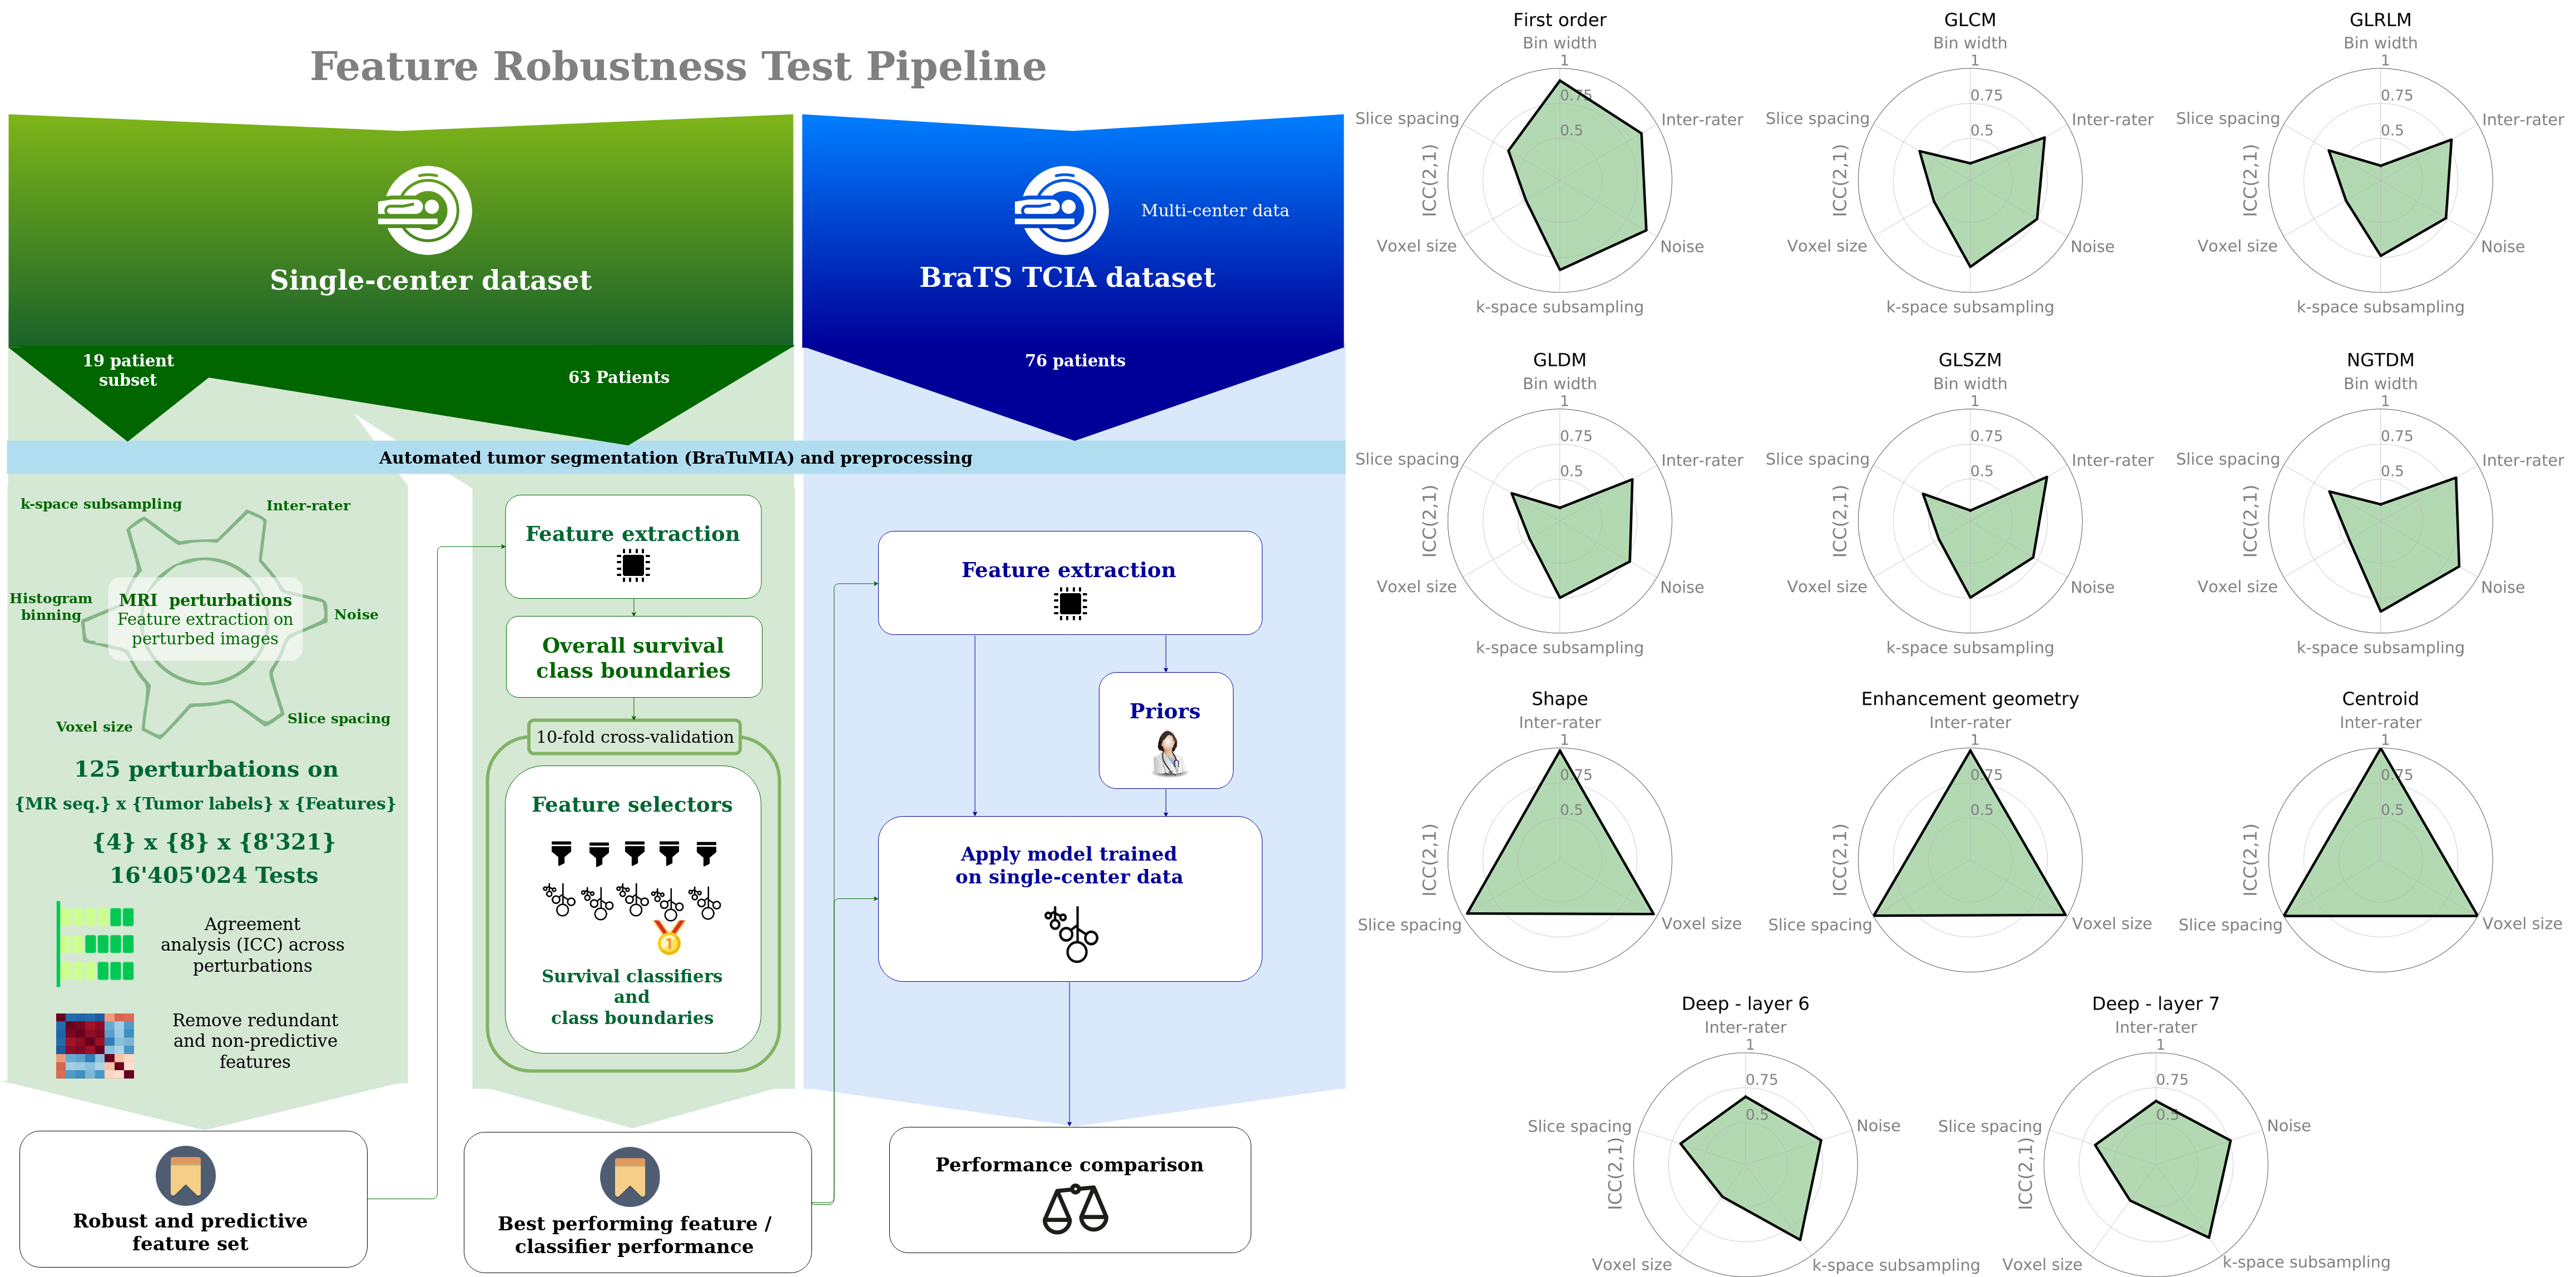 Feature Robustness Test Pipeline
Single-center dataset
19 patient
subset
63 Patients
BraTS TCIA dataset
Multi-center data
76 patients
Automated tumor segmentation (BraTuMIA) and preprocessing
k-space subsampling
Inter-rater
Histogram
binning
MRI perturbations
Feature extraction on
perturbed images
Noise
Voxel size
Slice spacing
125 perturbations on
{MR seq.} x {Tumor labels} x {Features}
{4} x {8} x {8'321}
16'405'024 Tests
Agreement
analysis (ICC) across
perturbations
Remove redundant
and non-predictive
features
Robust and predictive
feature set
Feature extraction
Overall survival
class boundaries
10-fold cross-validation
Feature selectors
1
Survival classifiers
and
class boundaries
Best performing feature /
classifier performance
Feature extraction
Priors
Apply model trained
on single-center data
Performance comparison
First order
Bin width
1
0.75
0.5
Inter-rater
Noise
k-space subsampling
Voxel size
Slice spacing
ICC(2,1)
GLCM
Bin width
1
0.75
0.5
Inter-rater
Noise
k-space subsampling
Voxel size
Slice spacing
ICC(2,1)
GLRLM
Bin width
1
0.75
0.5
Inter-rater
Noise
k-space subsampling
Voxel size
Slice spacing
ICC(2,1)
GLDM
Bin width
1
0.75
0.5
Inter-rater
Noise
k-space subsampling
Voxel size
Slice spacing
ICC(2,1)
GLSZM
Bin width
1
0.75
0.5
Inter-rater
Noise
k-space subsampling
Voxel size
Slice spacing
ICC(2,1)
NGTDM
Bin width
1
0.75
0.5
Inter-rater
Noise
k-space subsampling
Voxel size
Slice spacing
ICC(2,1)
Shape
Inter-rater
1
0.75
0.5
Voxel size
Slice spacing
ICC(2,1)
Enhancement geometry
Inter-rater
1
0.75
0.5
Voxel size
Slice spacing
ICC(2,1)
Centroid
Inter-rater
1
0.75
0.5
Voxel size
Slice spacing
ICC(2,1)
Deep - layer 6
Inter-rater
1
0.75
0.5
Noise
k-space subsampling
Voxel size
Slice spacing
ICC(2,1)
Deep - layer 7
Inter-rater
1
0.75
0.5
Noise
k-space subsampling
Voxel size
Slice spacing
ICC(2,1)